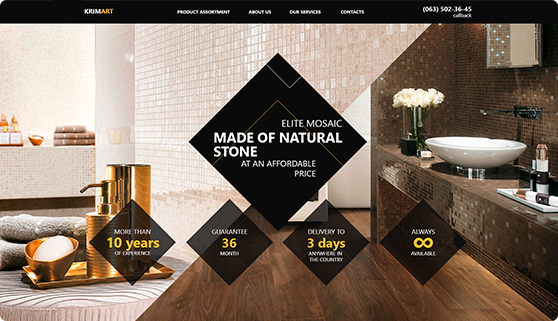 KRIMART
PRODUCT ASSORTMENT
ABOUT US
OUR SERVICES
CONTACTS
(063) 502-36-45
callback
ELITE MOSAIC
MADE OF NATURAL
STONE
AT AN AFFORDABLE
PRICE
MORE THAN
10 years
OF EXPERIENCE
GUARANTEE
36
MONTH
DELIVERY TO
3 days
ANYWHERE IN
THE COUNTRY
ALWAYS
∞
AVAILABLE